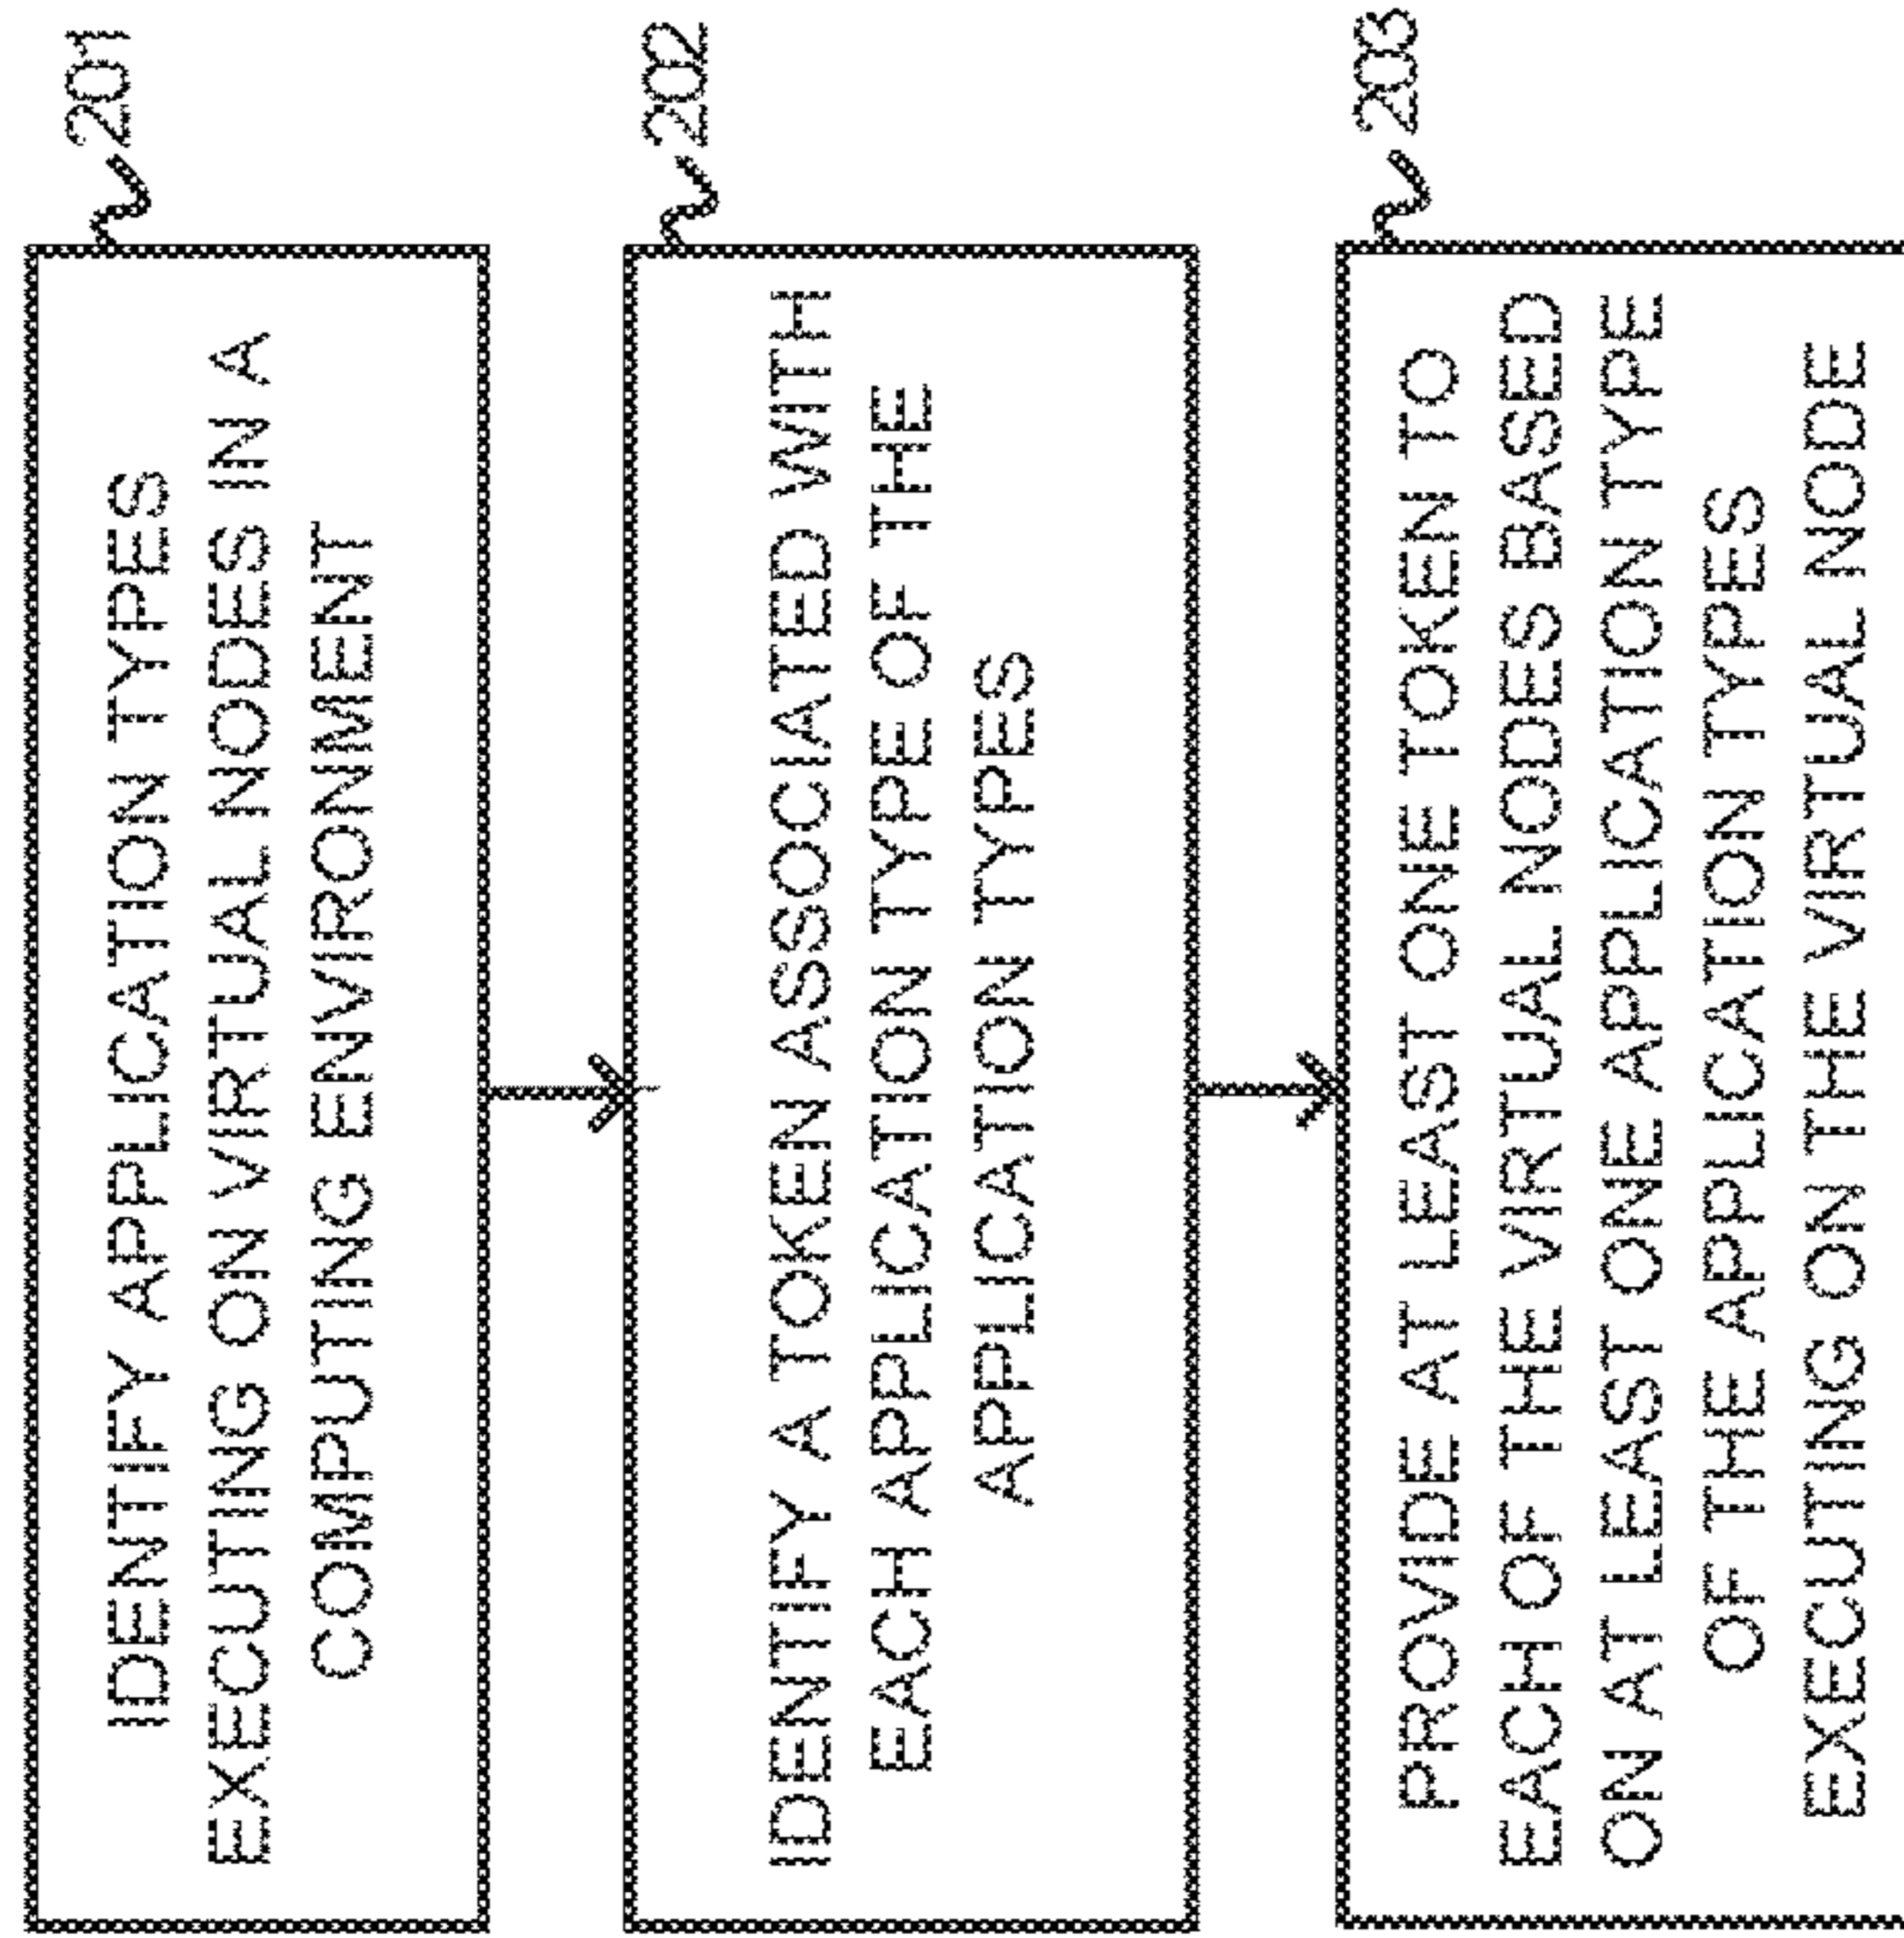 IDENTIFY APPLICATION TYPES
EXECUTING ON VIRTUAL NODES IN A
COMPUTING ENVIRONMENT
201
IDENTIFY A TOKEN ASSOCIATED WITH
EACH APPLICATION TYPE OF THE
APPLICATION TYPES
202
PROVIDE AT LEAST ONE TOKEN TO
EACH OF THE VIRTUAL NODES BASED
ON AT LEAST ONE APPLICATION TYPE
OF THE APPLICATION TYPES
EXECUTING ON THE VIRTUAL NODE
203